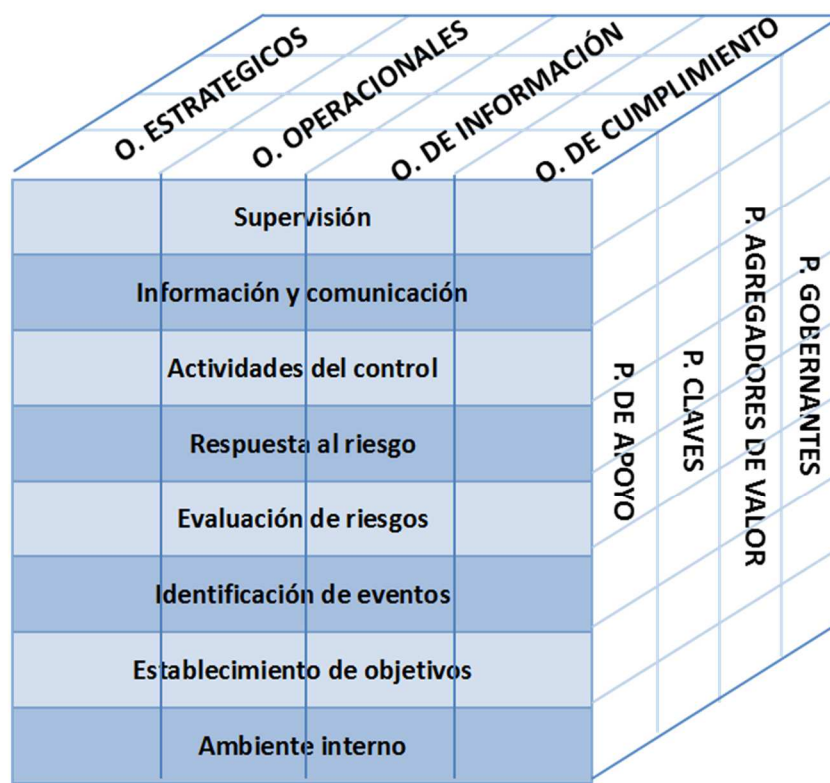 O. ESTRATEGICOS
O. OPERACIONALES
O. DE INFORMACIÓN
O. DE CUMPLIMIENTO
Supervisión
Información y comunicación
Actividades del control
Respuesta al riesgo
Evaluación de riesgos
Identificación de eventos
Establecimiento de objetivos
Ambiente interno
P. DE APOYO
P. CLAVES
P. AGREGADORES DE VALOR
P. GOBERNANTES